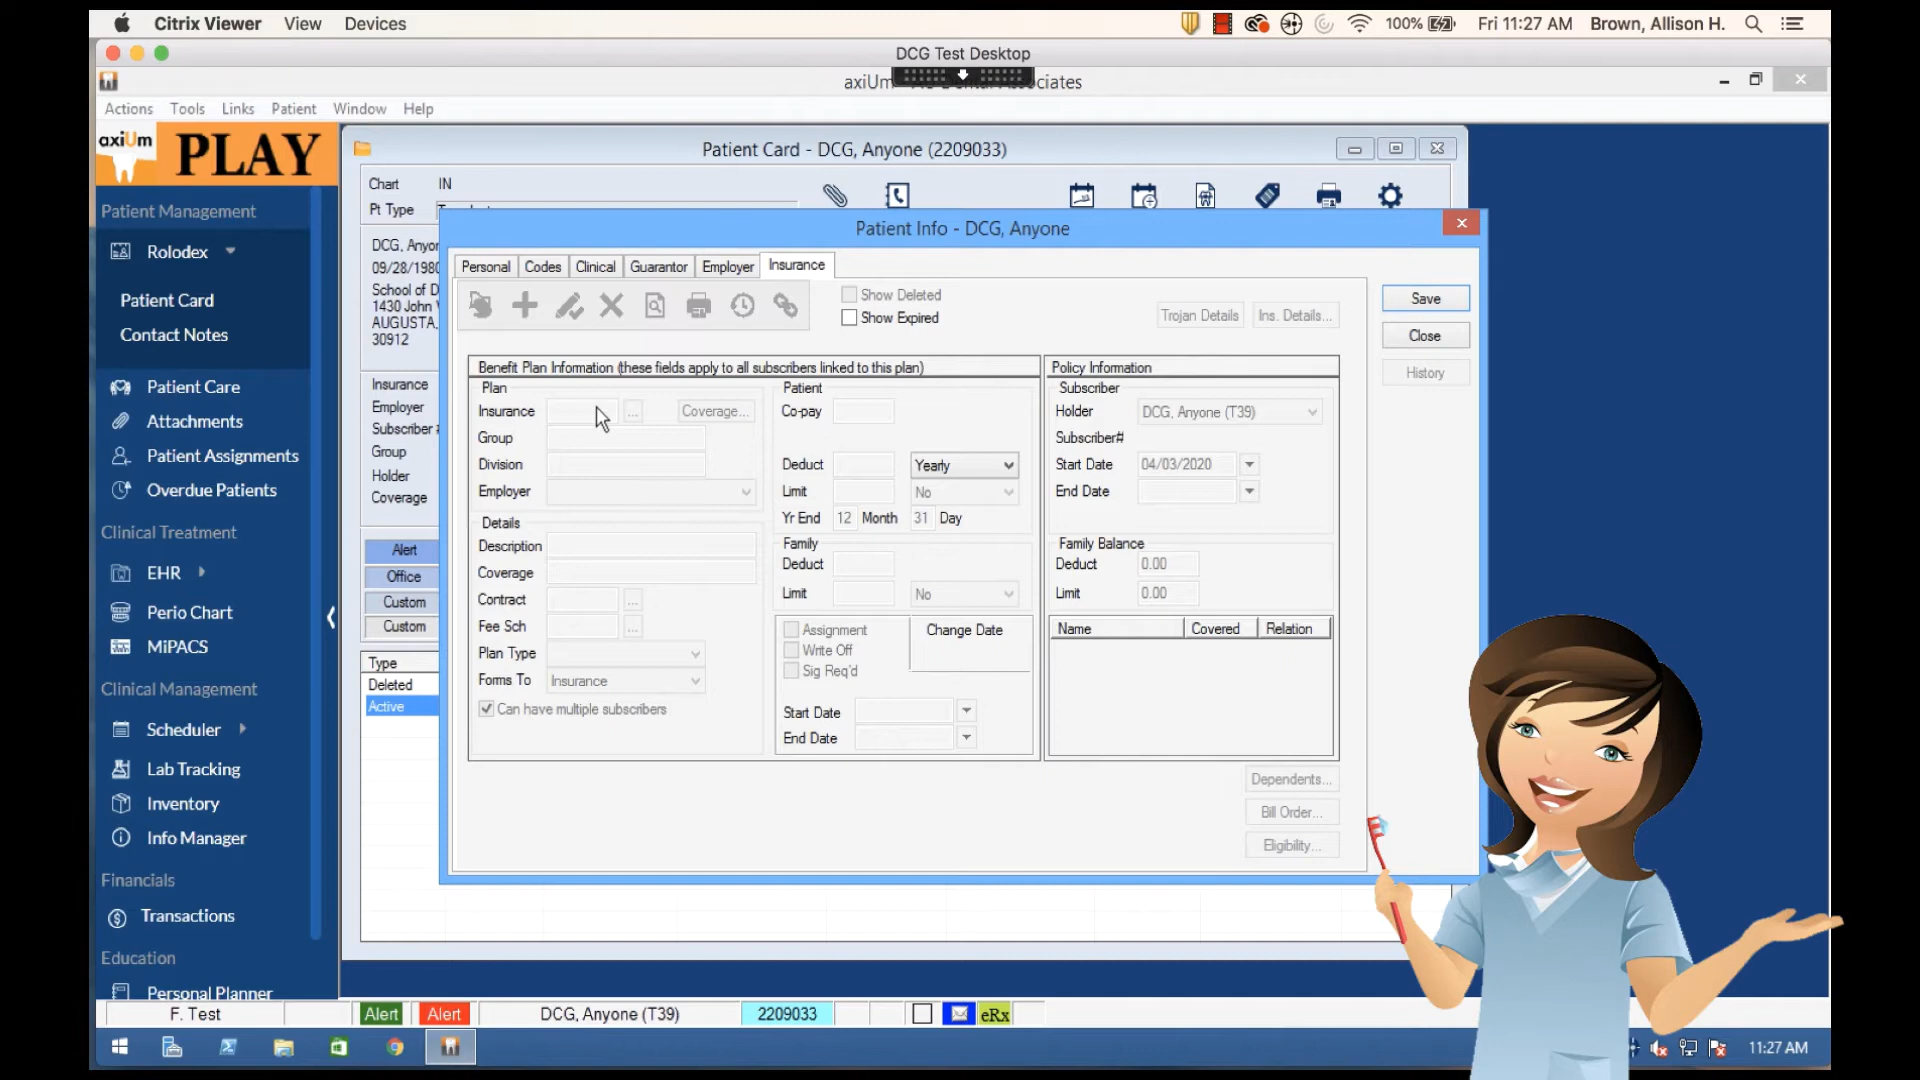 Citrix Viewer View Devices 100% Fri 11:27 AM Brown, Allison H.
DCG Test Desktop
axiUm ciates
Actions Tools Links Patient Window Help
axiUm PLAY
Patient Management
Rolodex
Patient Card
Contact Notes
Patient Care
Attachments
Patient Assignments
Overdue Patients
Clinical Treatment
EHR
Perio Chart
MiPACS
Clinical Management
Scheduler
Lab Tracking
Inventory
Info Manager
Financials
Transactions
Education
Personal Planner
Patient Card - DCG, Anyone (2209033)
Chart IN
Pt Type
DCG, Anyon
09/28/1980
School of D
1430 John
AUGUSTA,
30912
Insurance
Employer
Subscriber #
Group
Holder
Coverage
Alert
Office
Custom
Custom
Type
Deleted
Active
Patient Info - DCG, Anyone
Personal Codes Clinical Guarantor Employer Insurance
Show Deleted
Show Expired
Trojan Details Ins. Details...
Save
Close
History
Benefit Plan Information (these fields apply to all subscribers linked to this plan)
Plan
Insurance ... Coverage...
Group
Division
Employer
Details
Description
Coverage
Contract ...
Fee Sch ...
Plan Type
Forms To Insurance
Can have multiple subscribers
Patient
Co-pay
Deduct Yearly
Limit No
Yr End 12 Month 31 Day
Family
Deduct
Limit No
Assignment
Write Off
Sig Req'd
Change Date
Start Date
End Date
Policy Information
Subscriber
Holder DCG, Anyone (T39)
Subscriber#
Start Date 04/03/2020
End Date
Family Balance
Deduct 0.00
Limit 0.00
Name Covered Relation
Dependents...
Bill Order...
Eligibility...
F. Test Alert Alert DCG, Anyone (T39) 2209033 eRx
11:27 AM